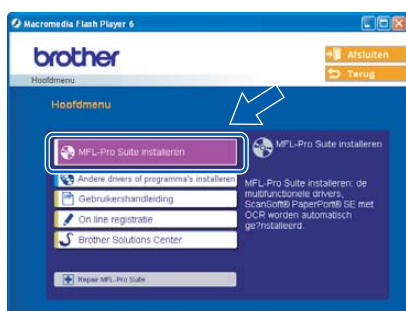 Macromedia Flash Player 6
brother
Afsluiten
Terug
Hoofdmenu
Hoofdmenu
MFL-Pro Suite installeren
Andere drivers of programma's installeren
Gebruikershandleiding
On line registratie
Brother Solutions Center
Repair MFL-Pro Suite
MFL-Pro Suite installeren
MFL-Pro Suite installeren: de
multifunctionele drivers,
ScanSoft® PaperPort® SE met
OCR worden automatisch
ge?nstalleerd.